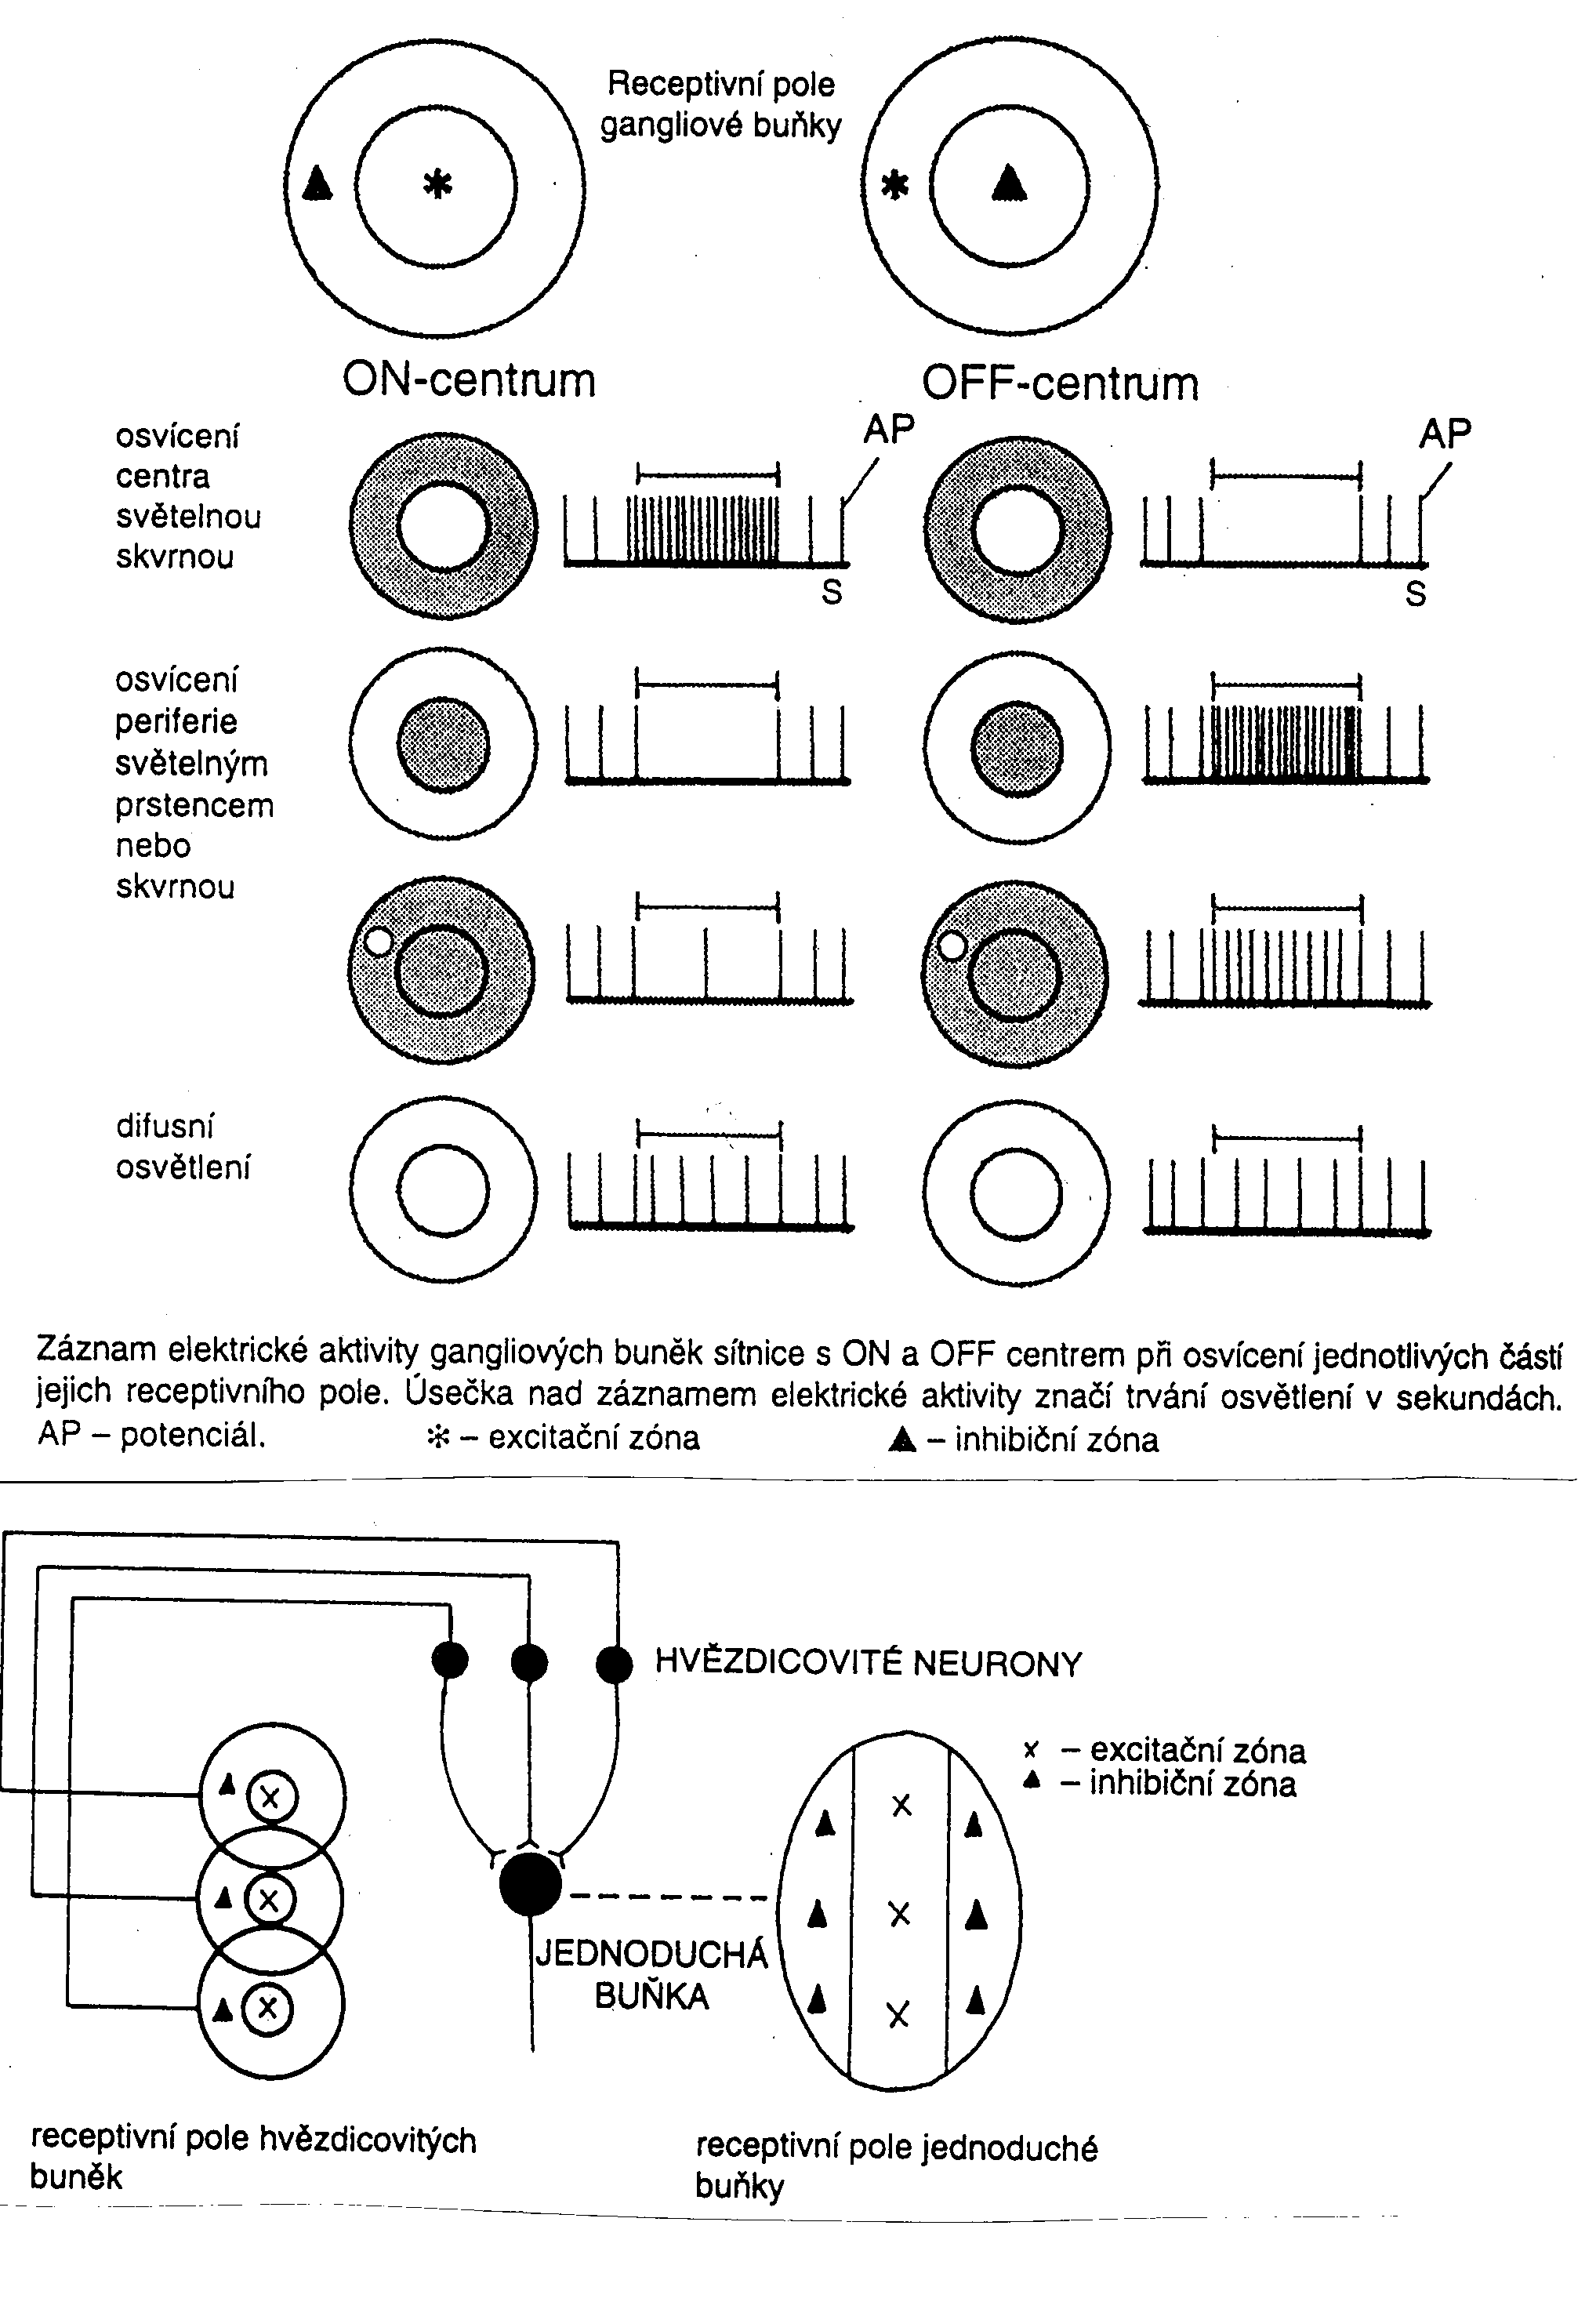 Receptivní pole
gangliové buňky
ON-centrum
OFF-centrum
osvícení
centra
světelnou
skvrnou
AP
S
AP
S
osvícení
periferie
světelným
prstencem
nebo
skvrnou
difusní
osvětlení
Záznam elektrické aktivity gangliových buněk sítnice s ON a OFF centrem při osvícení jednotlivých částí
jejich receptivního pole. Úsečka nad záznamem elektrické aktivity značí trvání osvětlení v sekundách.
AP – potenciál. * – excitační zóna ▲ – inhibiční zóna
HVĚZDICOVITÉ NEURONY
x – excitační zóna
▲ – inhibiční zóna
JEDNODUCHÁ
BUŇKA
receptivní pole hvězdicovitých
buněk
receptivní pole jednoduché
buňky